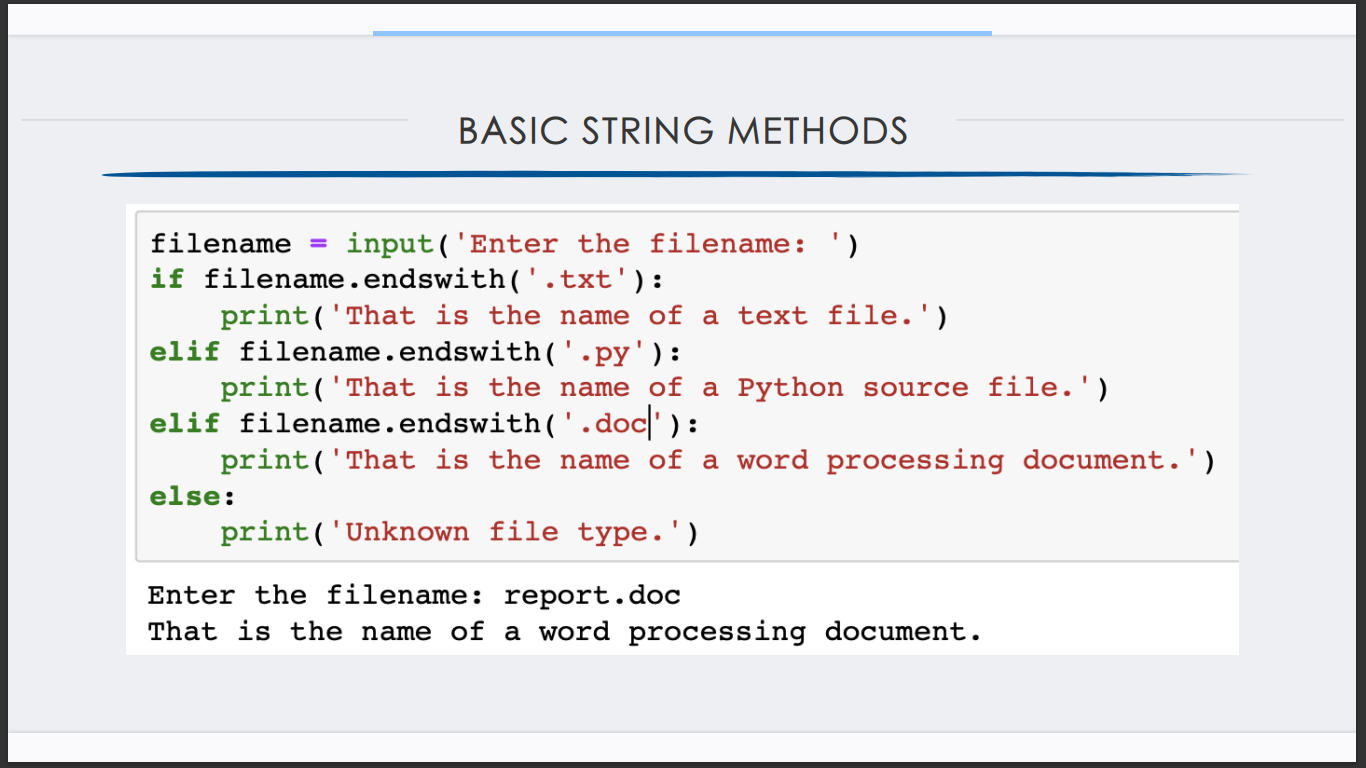 BASIC STRING METHODS
filename = input('Enter the filename: ')
if filename.endswith('.txt'):
    print('That is the name of a text file.')
elif filename.endswith('.py'):
    print('That is the name of a Python source file.')
elif filename.endswith('.doc'):
    print('That is the name of a word processing document.')
else:
    print('Unknown file type.')
Enter the filename: report.doc
That is the name of a word processing document.